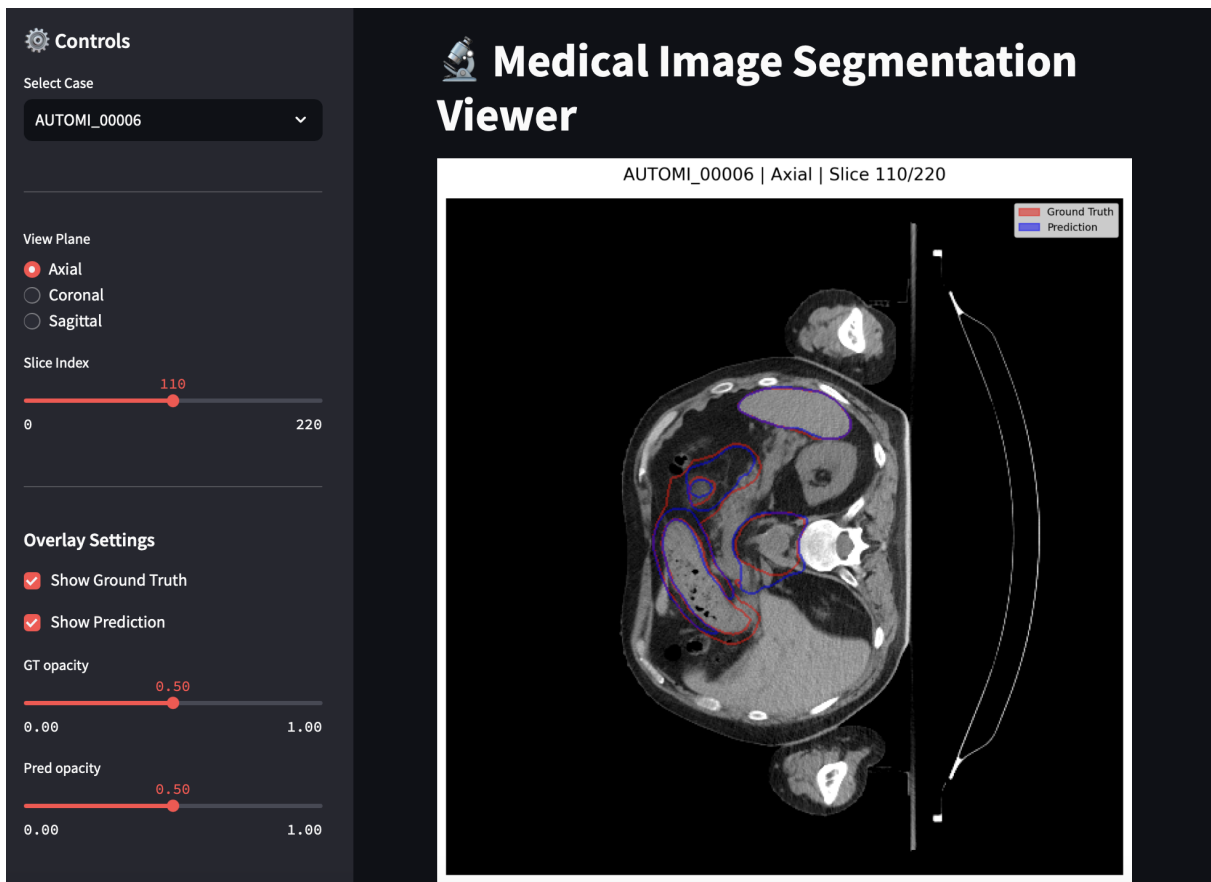 Controls
Select Case
AUTOMI_00006
View Plane
Axial
Coronal
Sagittal
Slice Index
110
0 220
Overlay Settings
Show Ground Truth
Show Prediction
GT opacity
0.50
0.00 1.00
Pred opacity
0.50
0.00 1.00
Medical Image Segmentation
Viewer
AUTOMI_00006 | Axial | Slice 110/220
Ground Truth
Prediction